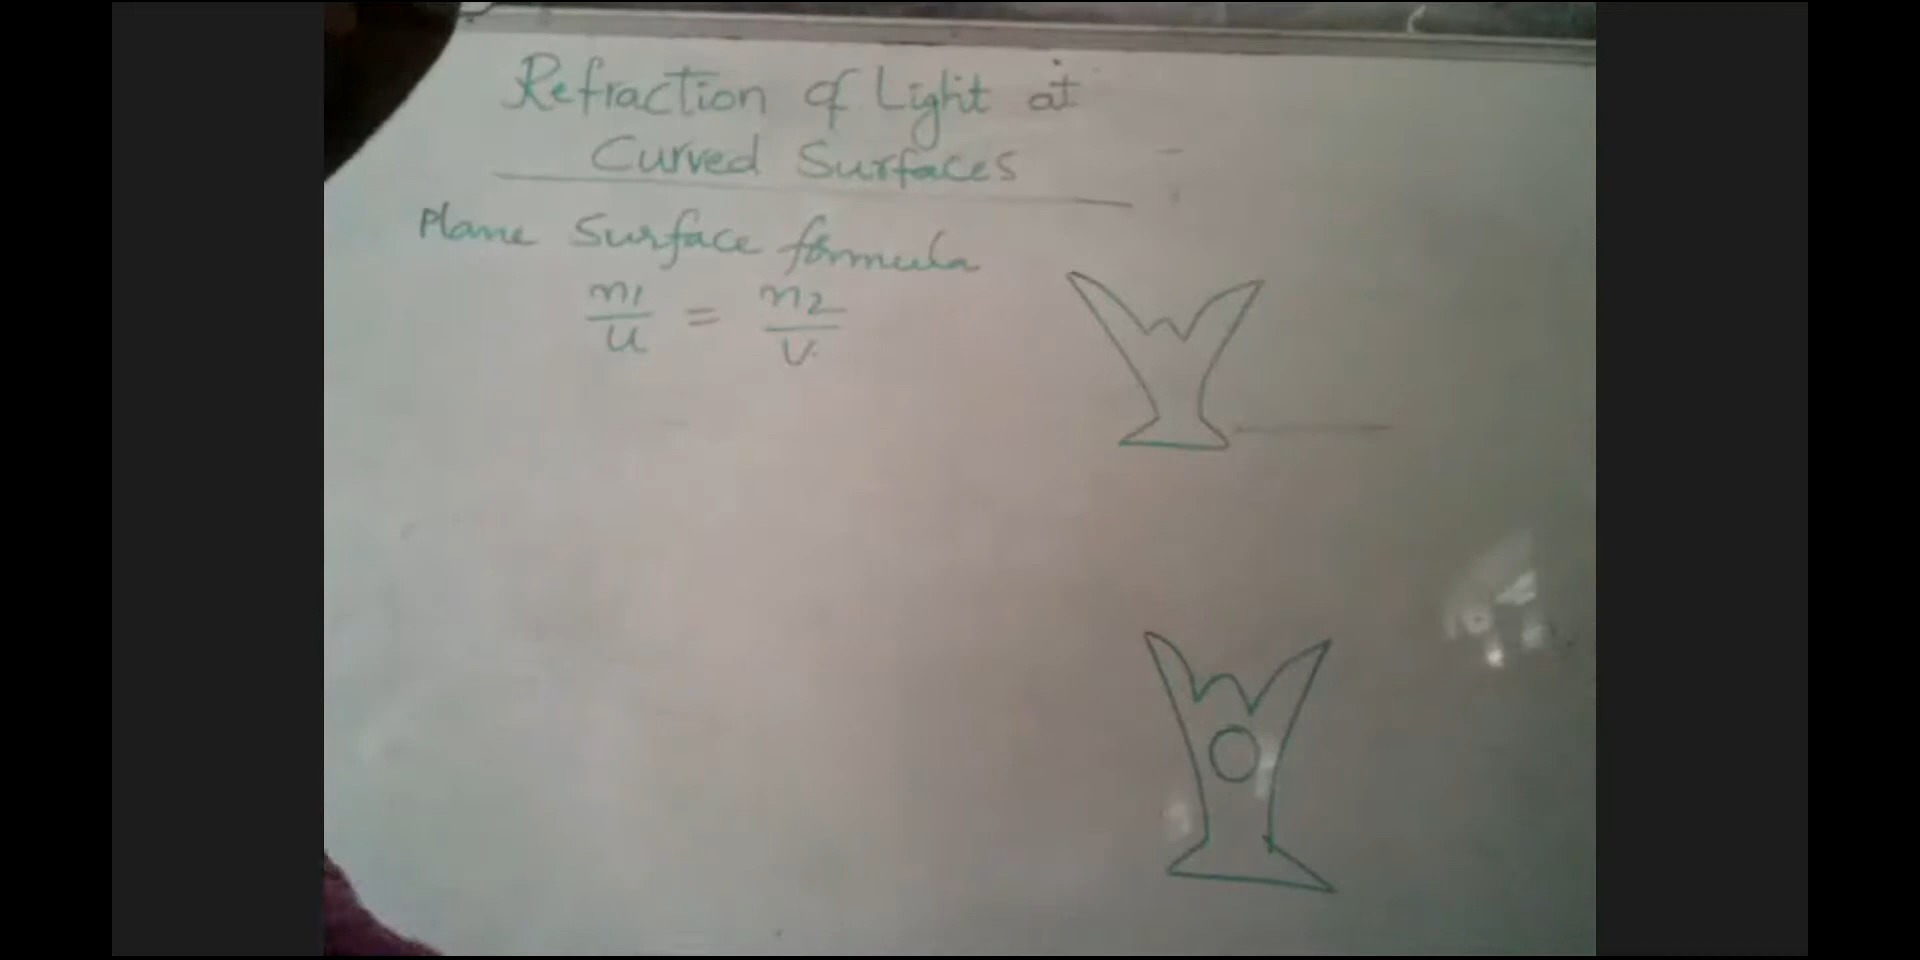 Refraction of Light at
Curved Surfaces
Plane Surface formula
n1/u = n2/v